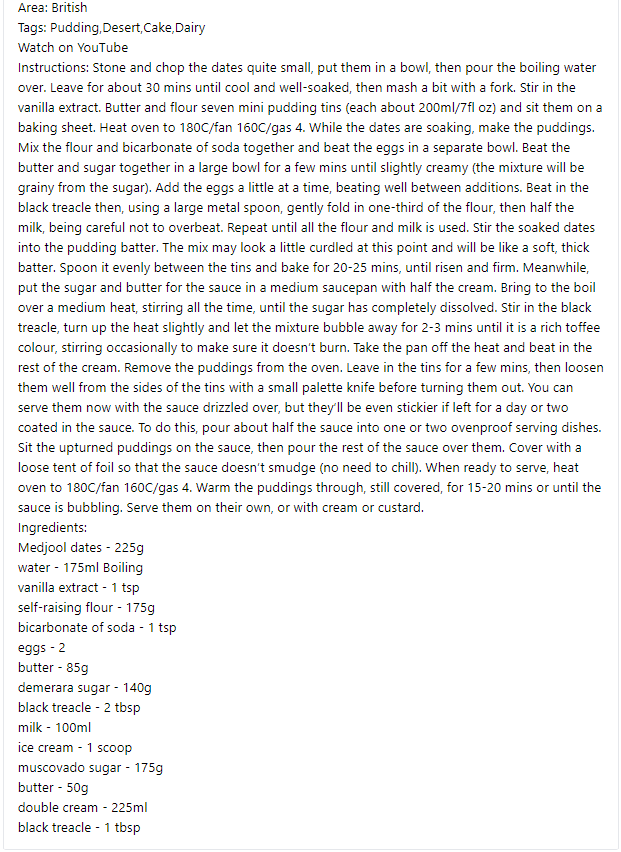 Area: British
Tags: Pudding,Desert,Cake,Dairy
Watch on YouTube
Instructions: Stone and chop the dates quite small, put them in a bowl, then pour the boiling water
over. Leave for about 30 mins until cool and well-soaked, then mash a bit with a fork. Stir in the
vanilla extract. Butter and flour seven mini pudding tins (each about 200ml/7fl oz) and sit them on a
baking sheet. Heat oven to 180C/fan 160C/gas 4. While the dates are soaking, make the puddings.
Mix the flour and bicarbonate of soda together and beat the eggs in a separate bowl. Beat the
butter and sugar together in a large bowl for a few mins until slightly creamy (the mixture will be
grainy from the sugar). Add the eggs a little at a time, beating well between additions. Beat in the
black treacle then, using a large metal spoon, gently fold in one-third of the flour, then half the
milk, being careful not to overbeat. Repeat until all the flour and milk is used. Stir the soaked dates
into the pudding batter. The mix may look a little curdled at this point and will be like a soft, thick
batter. Spoon it evenly between the tins and bake for 20-25 mins, until risen and firm. Meanwhile,
put the sugar and butter for the sauce in a medium saucepan with half the cream. Bring to the boil
over a medium heat, stirring all the time, until the sugar has completely dissolved. Stir in the black
treacle, turn up the heat slightly and let the mixture bubble away for 2-3 mins until it is a rich toffee
colour, stirring occasionally to make sure it doesn't burn. Take the pan off the heat and beat in the
rest of the cream. Remove the puddings from the oven. Leave in the tins for a few mins, then loosen
them well from the sides of the tins with a small palette knife before turning them out. You can
serve them now with the sauce drizzled over, but they'll be even stickier if left for a day or two
coated in the sauce. To do this, pour about half the sauce into one or two ovenproof serving dishes.
Sit the upturned puddings on the sauce, then pour the rest of the sauce over them. Cover with a
loose tent of foil so that the sauce doesn't smudge (no need to chill). When ready to serve, heat
oven to 180C/fan 160C/gas 4. Warm the puddings through, still covered, for 15-20 mins or until the
sauce is bubbling. Serve them on their own, or with cream or custard.
Ingredients:
Medjool dates - 225g
water - 175ml Boiling
vanilla extract - 1 tsp
self-raising flour - 175g
bicarbonate of soda - 1 tsp
eggs - 2
butter - 85g
demerara sugar - 140g
black treacle - 2 tbsp
milk - 100ml
ice cream - 1 scoop
muscovado sugar - 175g
butter - 50g
double cream - 225ml
black treacle - 1 tbsp